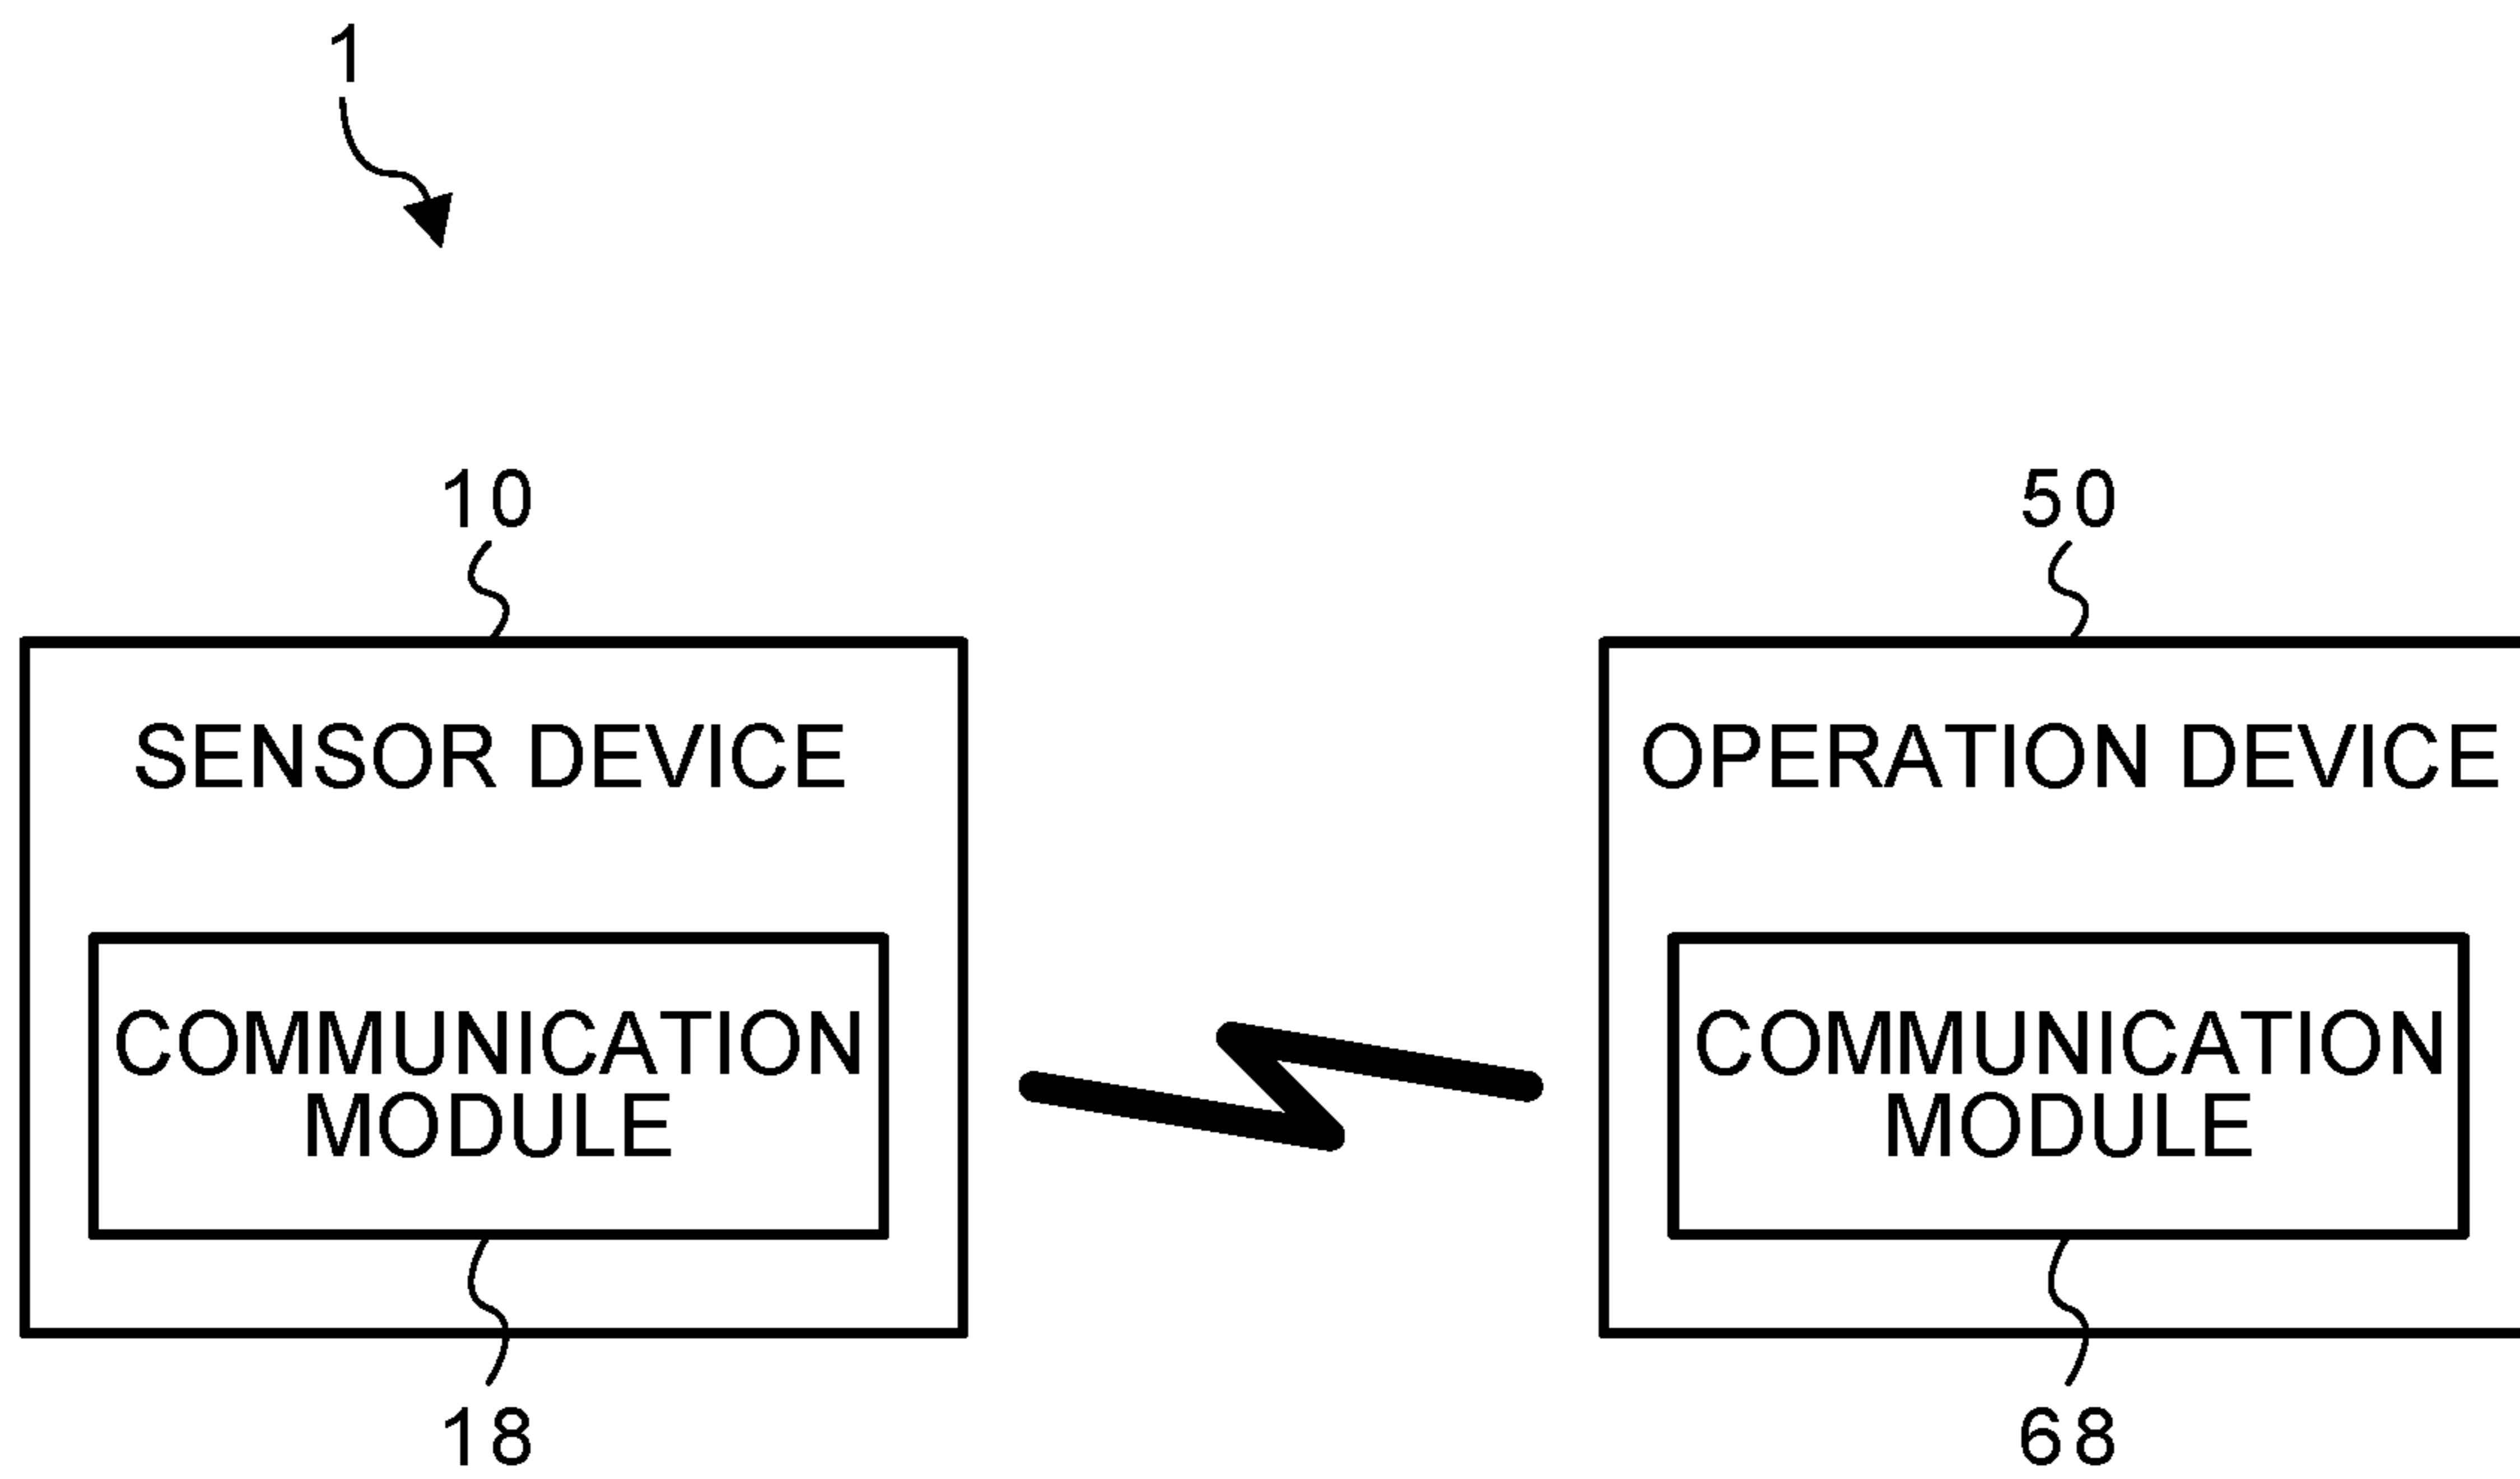 1
10
50
SENSOR DEVICE
OPERATION DEVICE
COMMUNICATION
MODULE
COMMUNICATION
MODULE
18
68